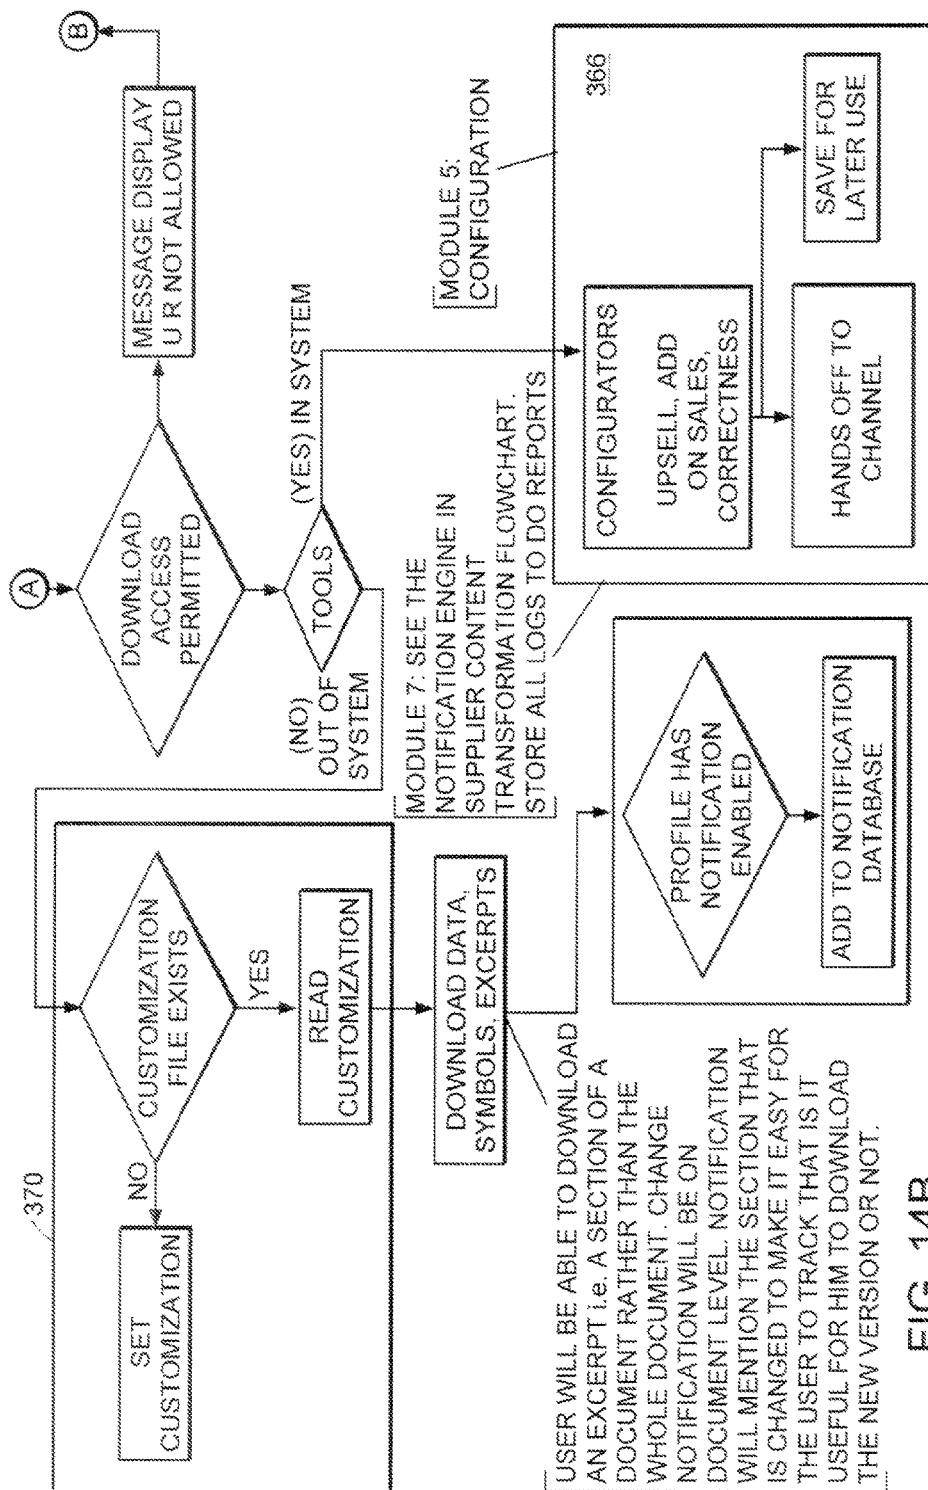 A
DOWNLOAD
ACCESS
PERMITTED
MESSAGE DISPLAY
U R NOT ALLOWED
B
TOOLS
(NO)
OUT OF
SYSTEM
(YES) IN SYSTEM
370
CUSTOMIZATION
FILE EXISTS
NO
SET
CUSTOMIZATION
YES
READ
CUSTOMIZATION
DOWNLOAD DATA,
SYMBOLS, EXCERPTS
MODULE 7: SEE THE
NOTIFICATION ENGINE IN
SUPPLIER CONTENT
TRANSFORMATION FLOWCHART.
STORE ALL LOGS TO DO REPORTS
MODULE 5:
CONFIGURATION
366
CONFIGURATORS
UPSELL, ADD
ON SALES,
CORRECTNESS
SAVE FOR
LATER USE
HANDS OFF TO
CHANNEL
PROFILE HAS
NOTIFICATION
ENABLED
ADD TO NOTIFICATION
DATABASE
USER WILL BE ABLE TO DOWNLOAD
AN EXCERPT i.e. A SECTION OF A
DOCUMENT RATHER THAN THE
WHOLE DOCUMENT. CHANGE
NOTIFICATION WILL BE ON
DOCUMENT LEVEL. NOTIFICATION
WILL MENTION THE SECTION THAT
IS CHANGED TO MAKE IT EASY FOR
THE USER TO TRACK THAT IS IT
USEFUL FOR HIM TO DOWNLOAD
THE NEW VERSION OR NOT.
FIG. 14B